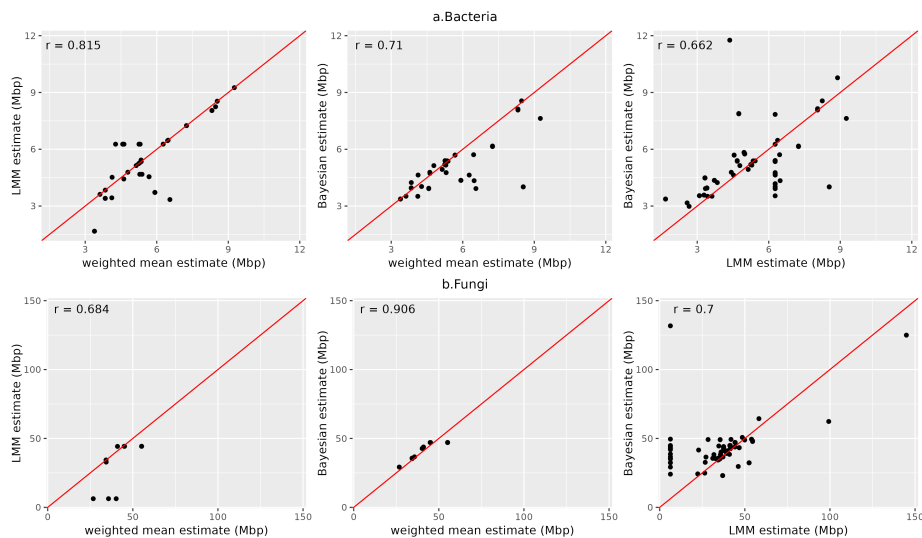 a.Bacteria
r = 0.815
r = 0.71
r = 0.662
LMM estimate (Mbp)
12
9
6
3
3
6
9
12
weighted mean estimate (Mbp)
Bayesian estimate (Mbp)
12
9
6
3
3
6
9
12
weighted mean estimate (Mbp)
Bayesian estimate (Mbp)
12
9
6
3
3
6
9
12
LMM estimate (Mbp)
b.Fungi
r = 0.684
r = 0.906
r = 0.7
LMM estimate (Mbp)
150
100
50
0
0
50
100
150
weighted mean estimate (Mbp)
Bayesian estimate (Mbp)
150
100
50
0
0
50
100
150
weighted mean estimate (Mbp)
Bayesian estimate (Mbp)
150
100
50
0
0
50
100
150
LMM estimate (Mbp)